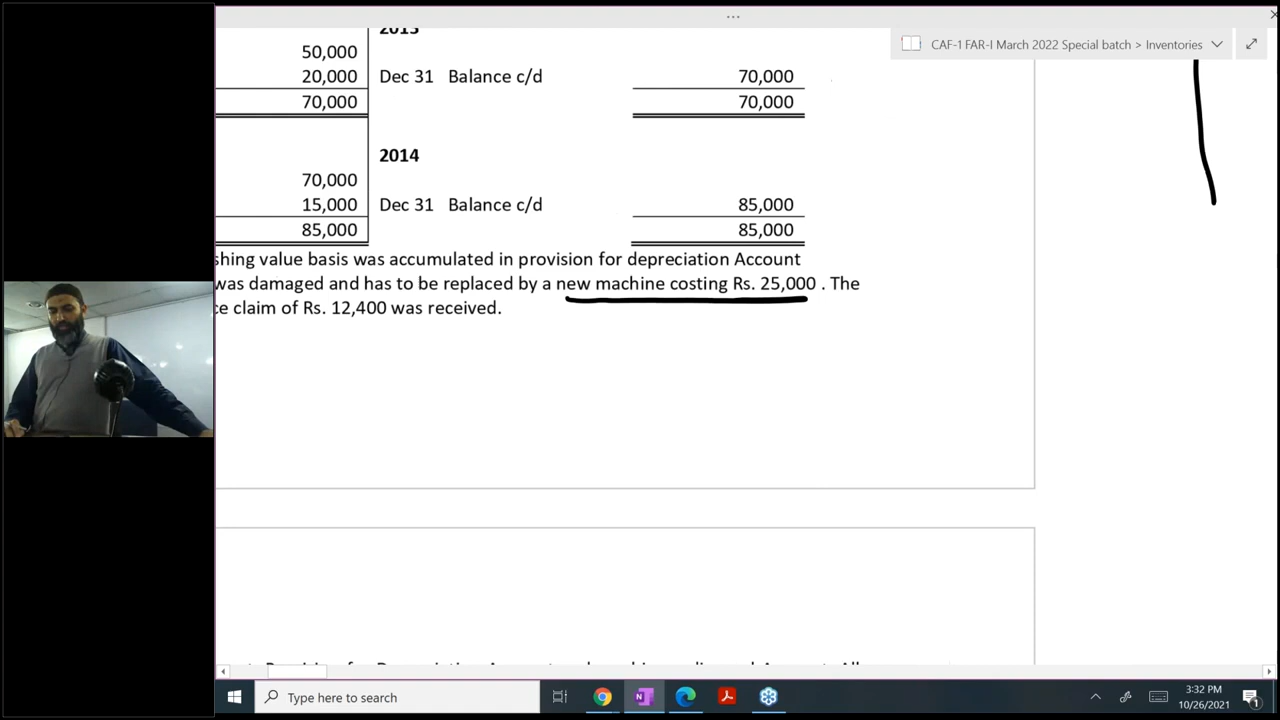 CAF-1 FAR-I March 2022 Special batch > Inventories
2013
50,000
20,000 Dec 31 Balance c/d 70,000
70,000 70,000
2014
70,000
15,000 Dec 31 Balance c/d 85,000
85,000 85,000
shing value basis was accumulated in provision for depreciation Account
was damaged and has to be replaced by a new machine costing Rs. 25,000 . The
ce claim of Rs. 12,400 was received.
Type here to search
3:32 PM
10/26/2021
1